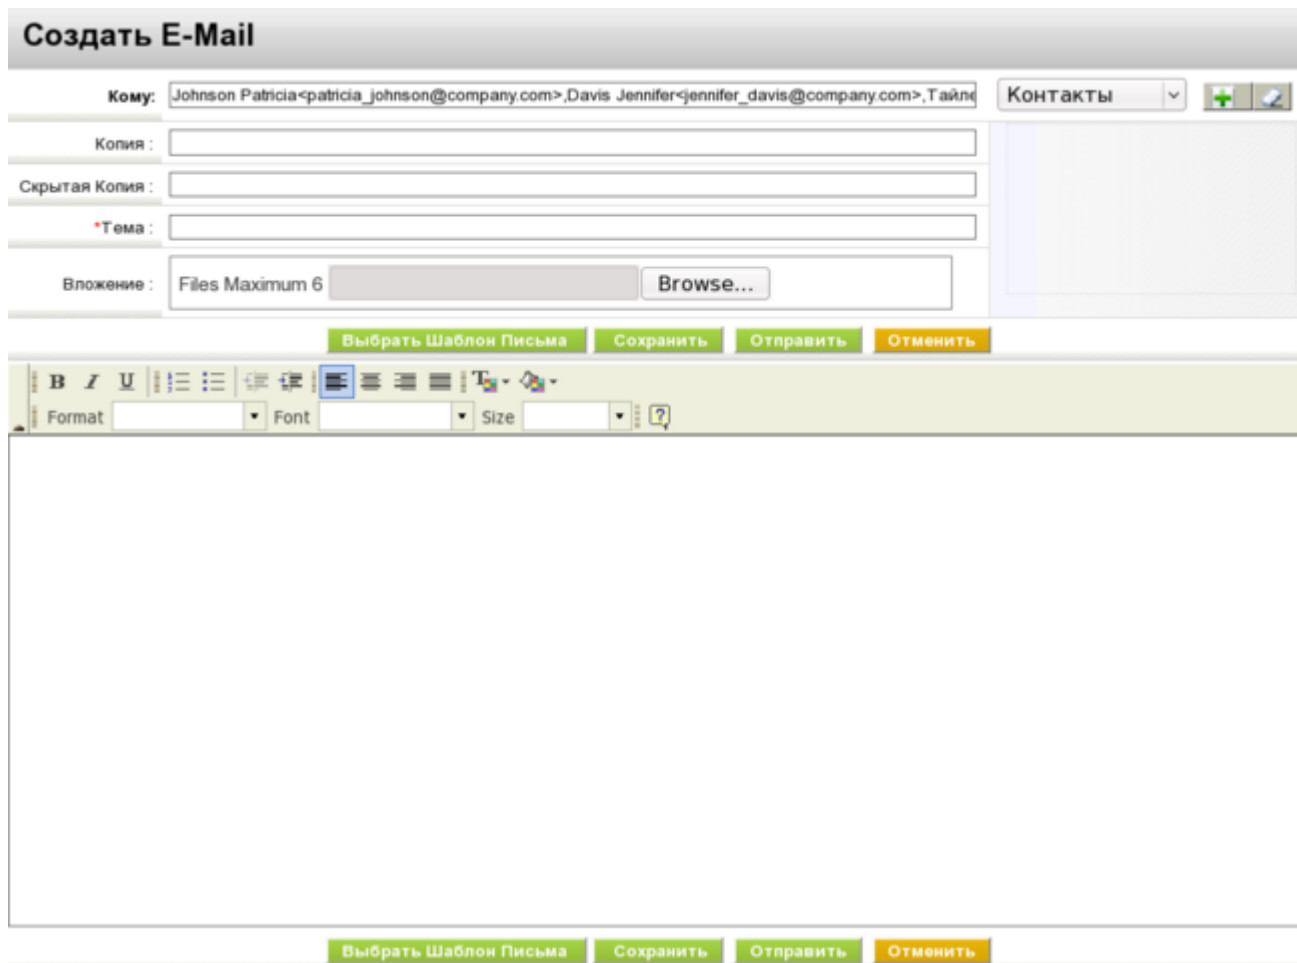 Создать E-Mail
Кому: Johnson Patricia<patricia_johnson@company.com>,Davis Jennifer<jennifer_davis@company.com>, Контакты
Копия :
Скрытая Копия :
*Тема :
Вложение : Files Maximum 6 Browse...
Выбрать Шаблон Письма Сохранить Отправить Отменить
B I U T
Format Font Size ?
Выбрать Шаблон Письма Сохранить Отправить Отменить